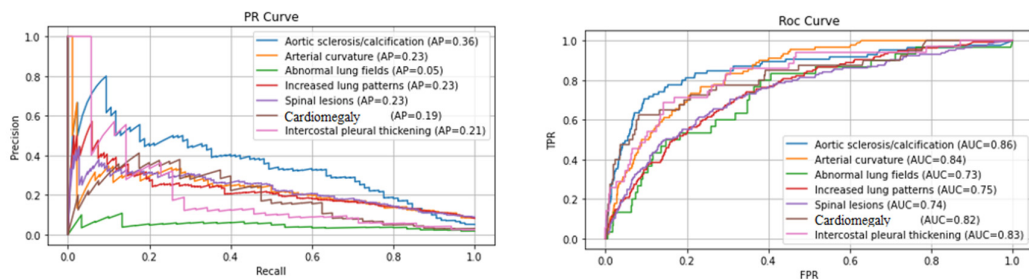 PR Curve
Precision
1.0
0.8
0.6
0.4
0.2
0.0
Aortic sclerosis/calcification (AP=0.36)
Arterial curvature (AP=0.23)
Abnormal lung fields (AP=0.05)
Increased lung patterns (AP=0.23)
Spinal lesions (AP=0.23)
Cardiomegaly (AP=0.19)
Intercostal pleural thickening (AP=0.21)
0.0 0.2 0.4 0.6 0.8 1.0
Recall
Roc Curve
TPR
1.0
0.8
0.6
0.4
0.2
0.0
Aortic sclerosis/calcification (AUC=0.86)
Arterial curvature (AUC=0.84)
Abnormal lung fields (AUC=0.73)
Increased lung patterns (AUC=0.75)
Spinal lesions (AUC=0.74)
Cardiomegaly (AUC=0.82)
Intercostal pleural thickening (AUC=0.83)
0.0 0.2 0.4 0.6 0.8 1.0
FPR